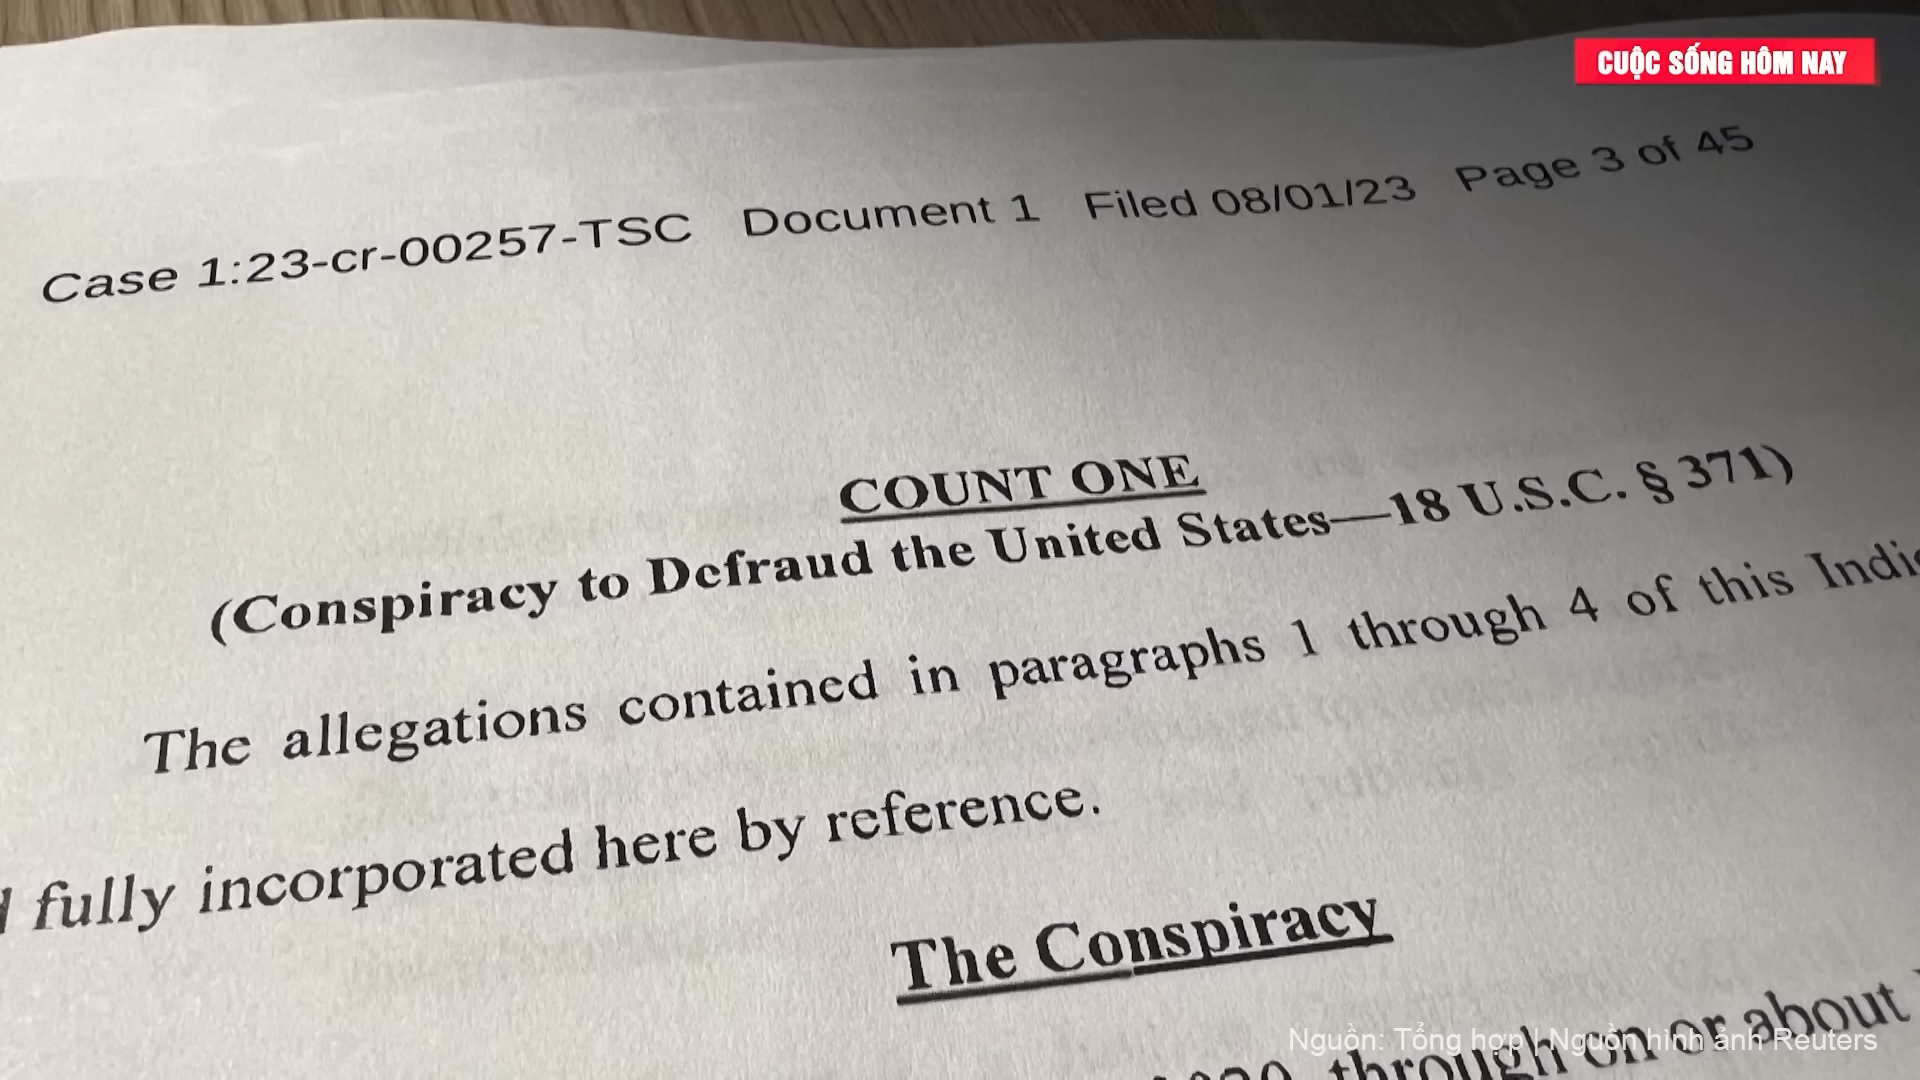 CUỘC SỐNG HÔM NAY
Case 1:23-cr-00257-TSC Document 1 Filed 08/01/23 Page 3 of 45
COUNT ONE
(Conspiracy to Defraud the United States—18 U.S.C. § 371)
The allegations contained in paragraphs 1 through 4 of this
fully incorporated here by reference.
The Conspiracy
through on or about
Nguồn: Tổng hợp | Nguồn hình ảnh Reuters